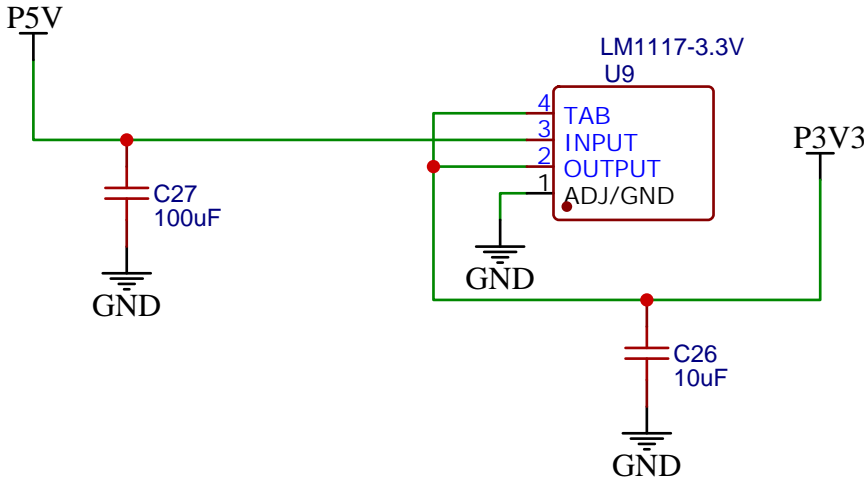 P5V
LM1117-3.3V
U9
4
TAB
3
INPUT
2
OUTPUT
1
ADJ/GND
P3V3
C27
100uF
GND
GND
C26
10uF
GND